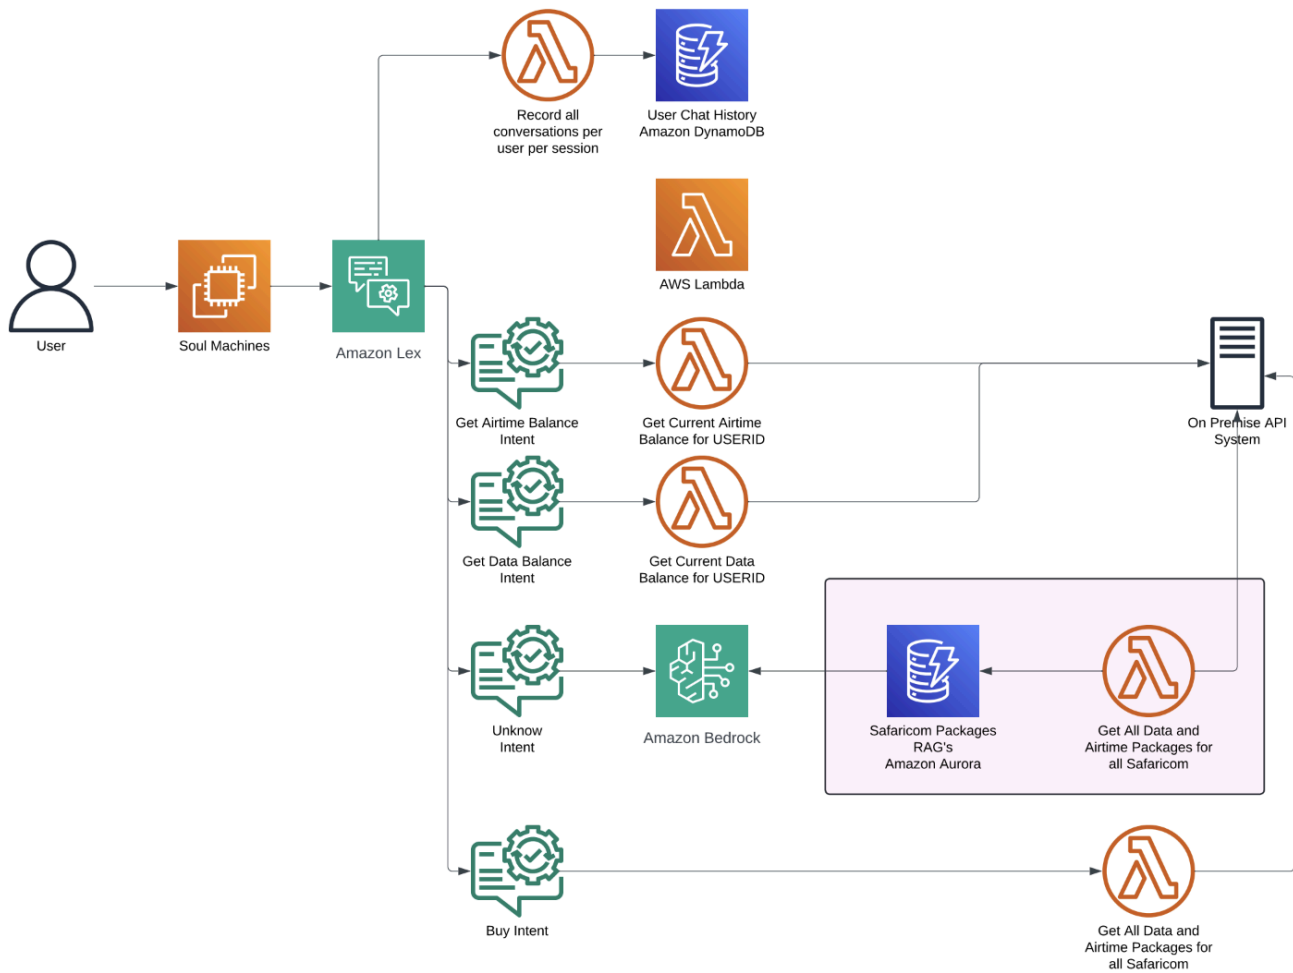 Record all
conversations per
user per session
User Chat History
Amazon DynamoDB
AWS Lambda
User
Soul Machines
Amazon Lex
Get Airtime Balance
Intent
Get Current Airtime
Balance for USERID
On Premise API
System
Get Data Balance
Intent
Get Current Data
Balance for USERID
Unknow
Intent
Amazon Bedrock
Safaricom Packages
RAG's
Amazon Aurora
Get All Data and
Airtime Packages for
all Safaricom
Buy Intent
Get All Data and
Airtime Packages for
all Safaricom